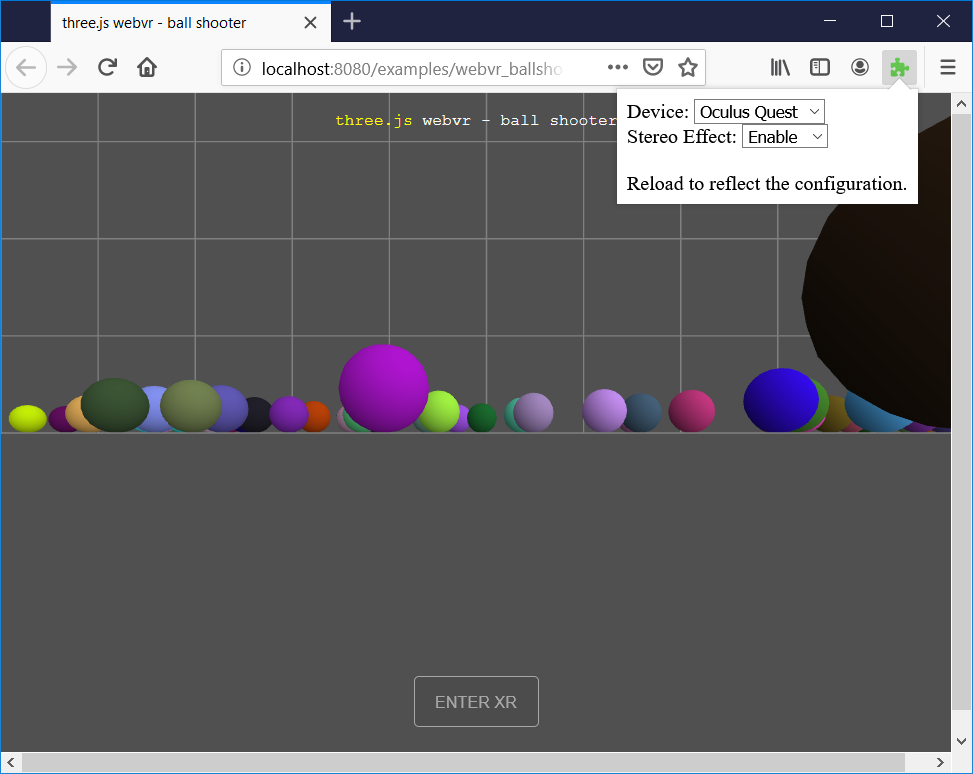 three.js webvr - ball shooter
localhost:8080/examples/webvr_ballsho
Device: Oculus Quest
Stereo Effect: Enable
Reload to reflect the configuration.
three.js webvr - ball shooter
ENTER XR